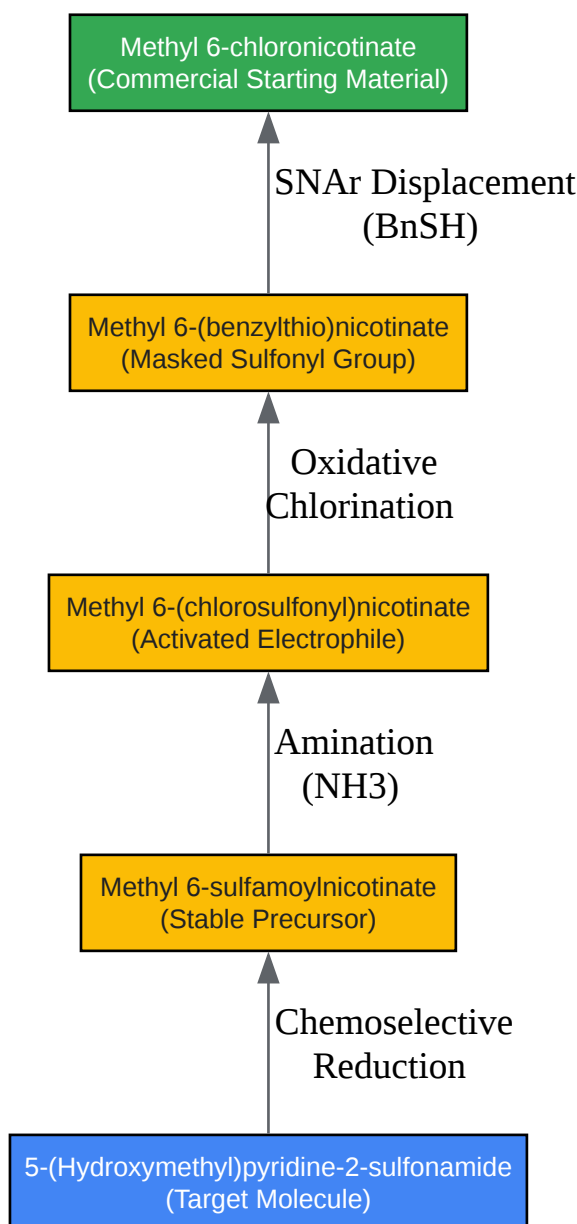 Methyl 6-chloronicotinate
(Commercial Starting Material)
SNAr Displacement
(BnSH)
Methyl 6-(benzylthio)nicotinate
(Masked Sulfonyl Group)
Oxidative
Chlorination
Methyl 6-(chlorosulfonyl)nicotinate
(Activated Electrophile)
Amination
(NH3)
Methyl 6-sulfamoylnicotinate
(Stable Precursor)
Chemoselective
Reduction
5-(Hydroxymethyl)pyridine-2-sulfonamide
(Target Molecule)